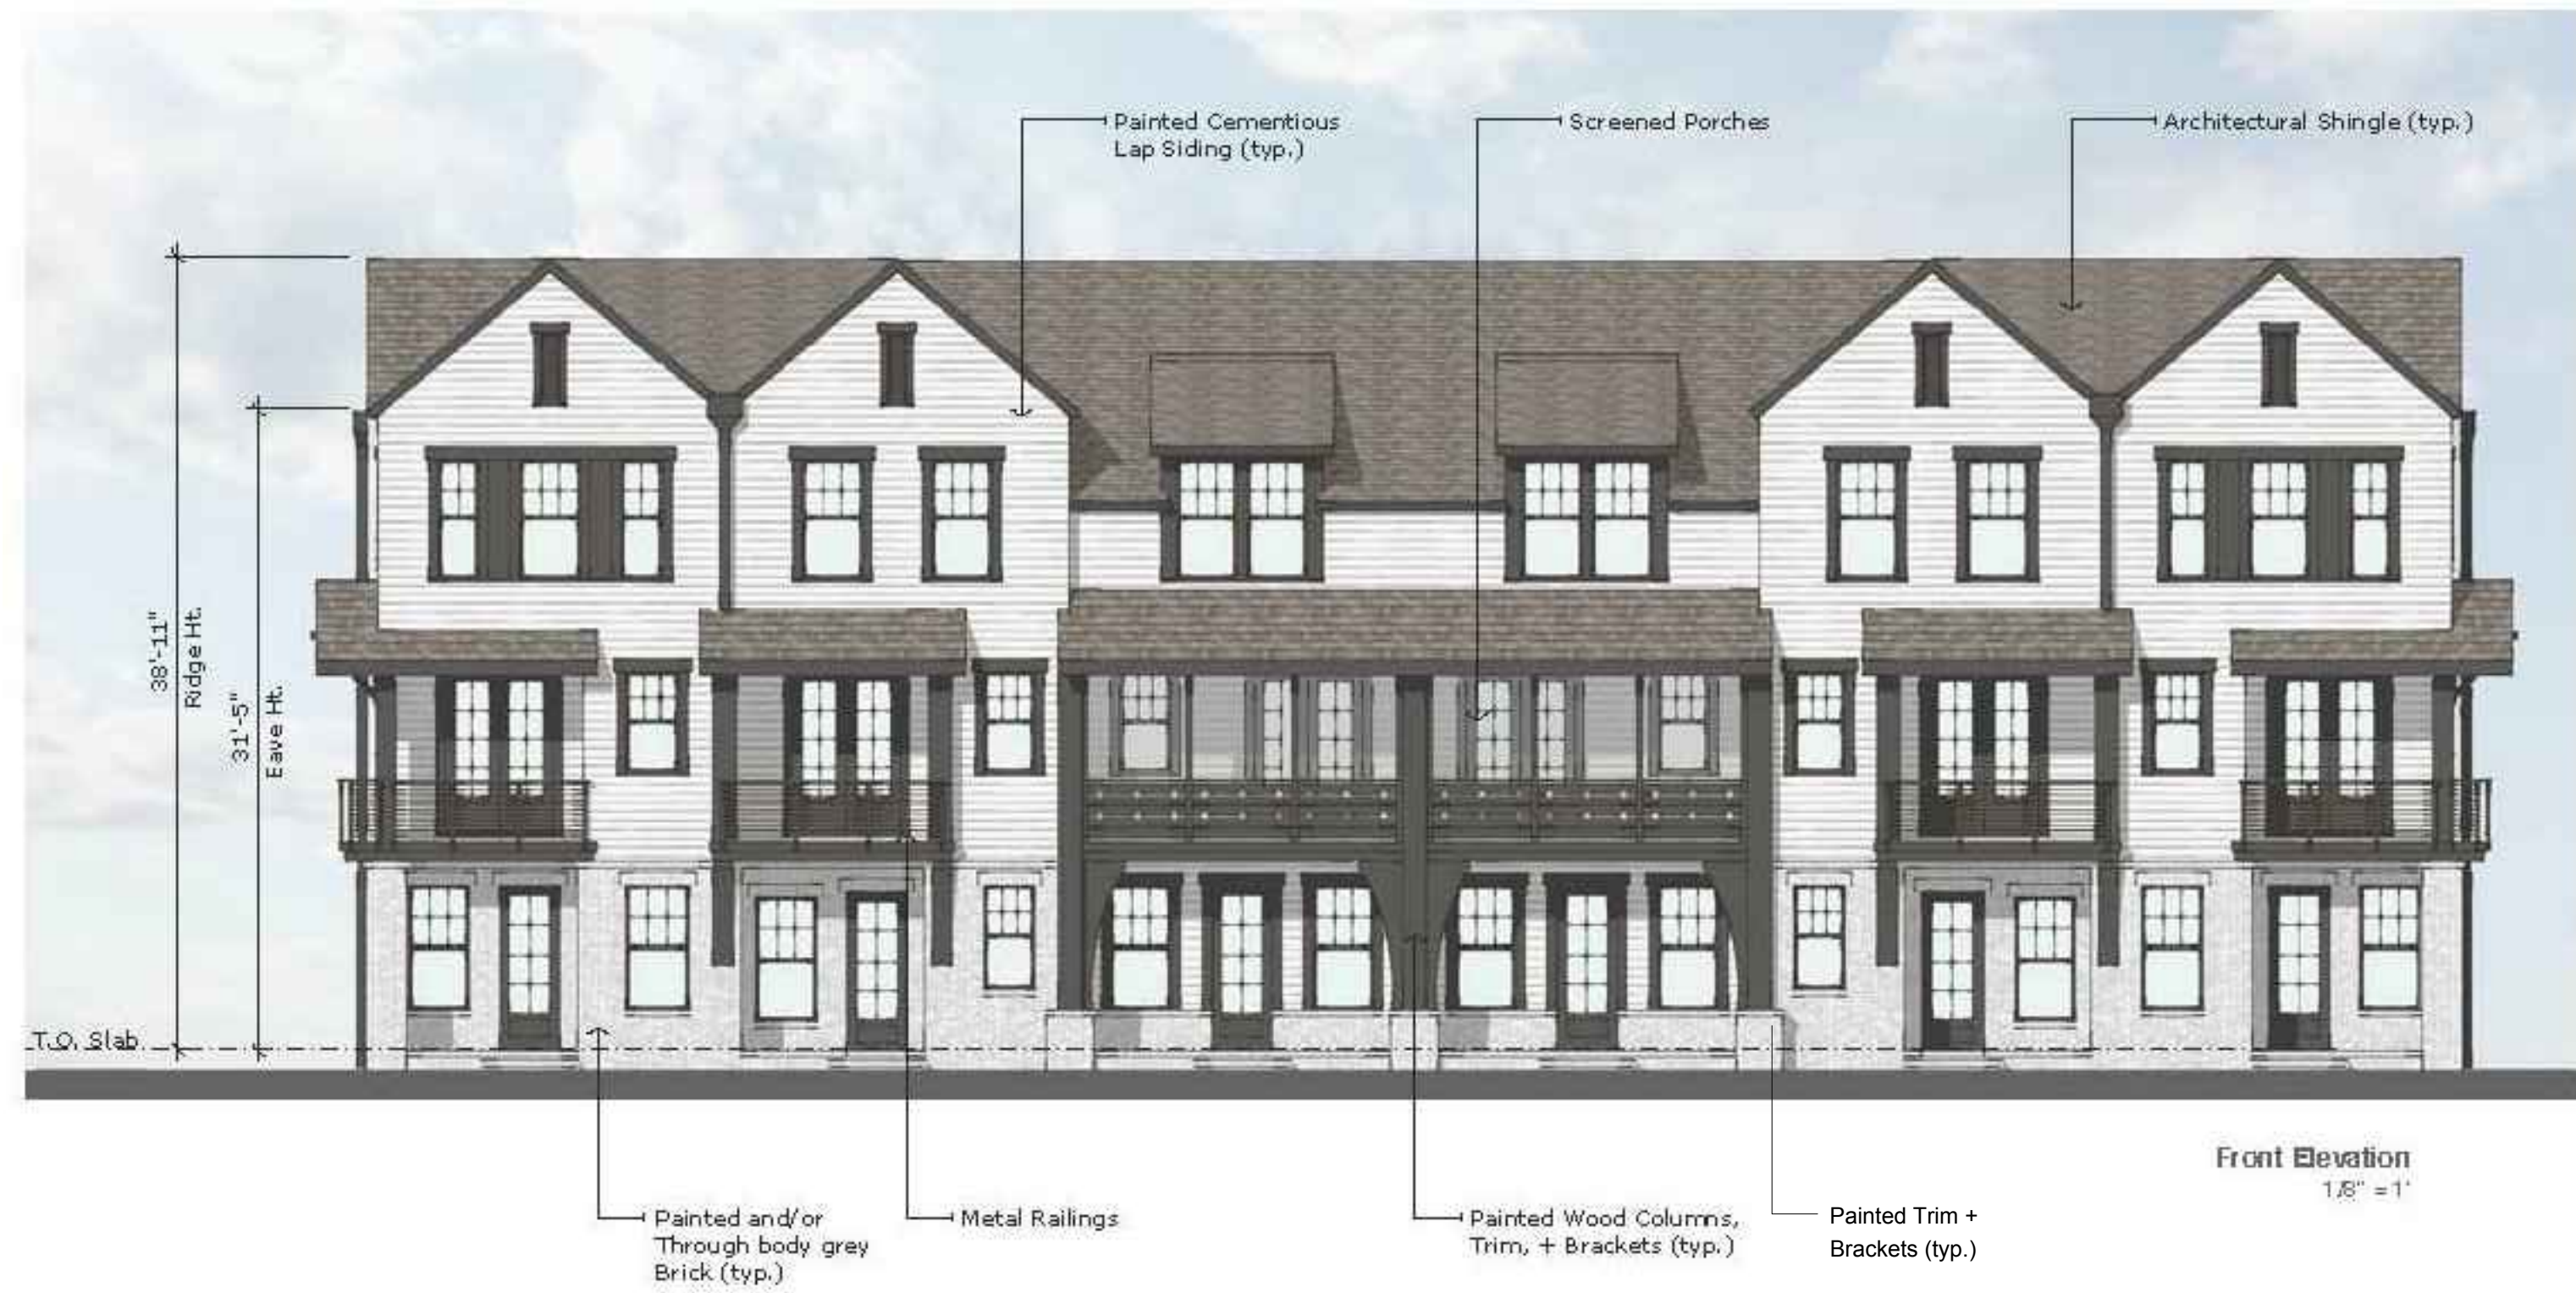 Painted Cementious
Lap Siding (typ.)
Screened Porches
Architectural Shingle (typ.)
38'-11"
Ridge Ht.
31'-5"
Eave Ht.
T.O. Slab
Painted and/or
Through body grey
Brick (typ.)
Metal Railings
Painted Wood Columns,
Trim, + Brackets (typ.)
Painted Trim +
Brackets (typ.)
Front Elevation
1/8" = 1'